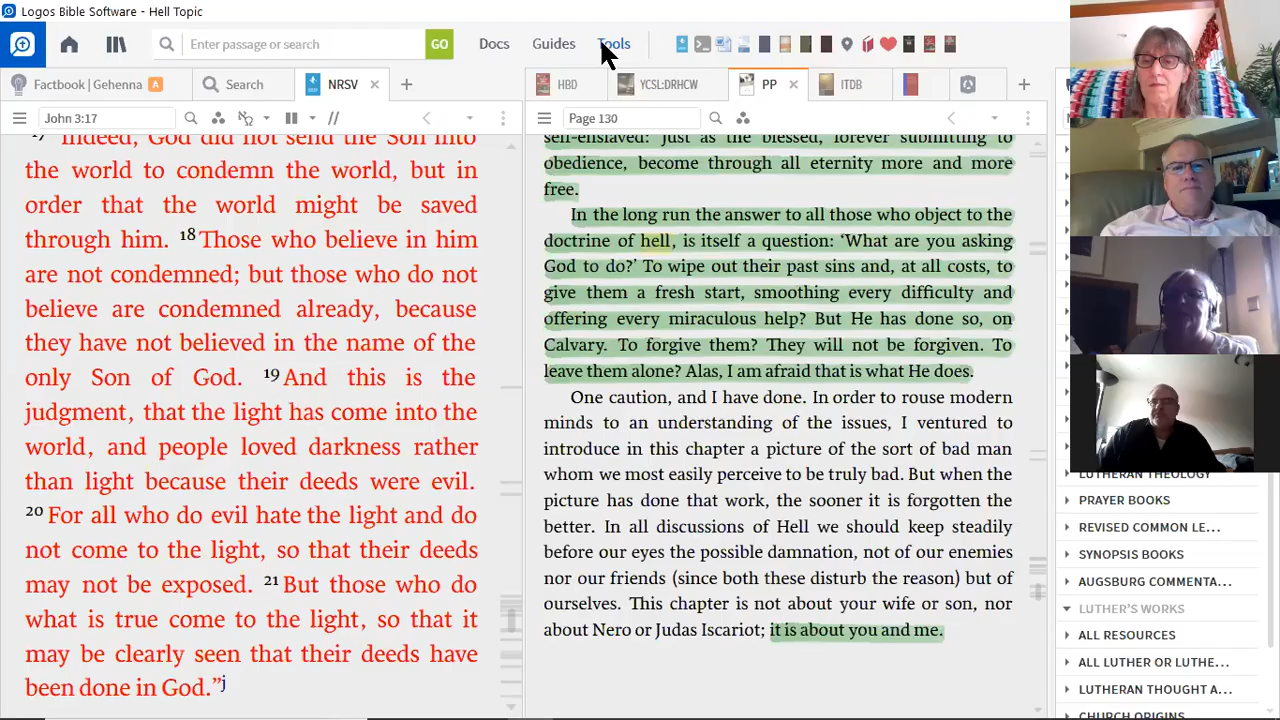 Logos Bible Software - Hell Topic
Enter passage or search
GO
Docs
Guides
Tools
Factbook | Gehenna
A
Search
NRSV
HBD
YCSL:DRHCW
PP
ITDB
John 3:17
Page 130
17 Indeed, God did not send the Son into
the world to condemn the world, but in
order that the world might be saved
through him. 18 Those who believe in him
are not condemned; but those who do not
believe are condemned already, because
they have not believed in the name of the
only Son of God. 19 And this is the
judgment, that the light has come into the
world, and people loved darkness rather
than light because their deeds were evil.
20 For all who do evil hate the light and do
not come to the light, so that their deeds
may not be exposed. 21 But those who do
what is true come to the light, so that it
may be clearly seen that their deeds have
been done in God.” j
self-enslaved: just as the blessed, forever submitting to
obedience, become through all eternity more and more
free.
In the long run the answer to all those who object to the
doctrine of hell, is itself a question: ‘What are you asking
God to do?’ To wipe out their past sins and, at all costs, to
give them a fresh start, smoothing every difficulty and
offering every miraculous help? But He has done so, on
Calvary. To forgive them? They will not be forgiven. To
leave them alone? Alas, I am afraid that is what He does.
One caution, and I have done. In order to rouse modern
minds to an understanding of the issues, I ventured to
introduce in this chapter a picture of the sort of bad man
whom we most easily perceive to be truly bad. But when the
picture has done that work, the sooner it is forgotten the
better. In all discussions of Hell we should keep steadily
before our eyes the possible damnation, not of our enemies
nor our friends (since both these disturb the reason) but of
ourselves. This chapter is not about your wife or son, nor
about Nero or Judas Iscariot; it is about you and me.
LUTHERAN THEOLOGY
PRAYER BOOKS
REVISED COMMON LE...
SYNOPSIS BOOKS
AUGSBURG COMMENTA...
LUTHER'S WORKS
ALL RESOURCES
ALL LUTHER OR LUTHE...
LUTHERAN THOUGHT A...
CHURCH ORIGINS